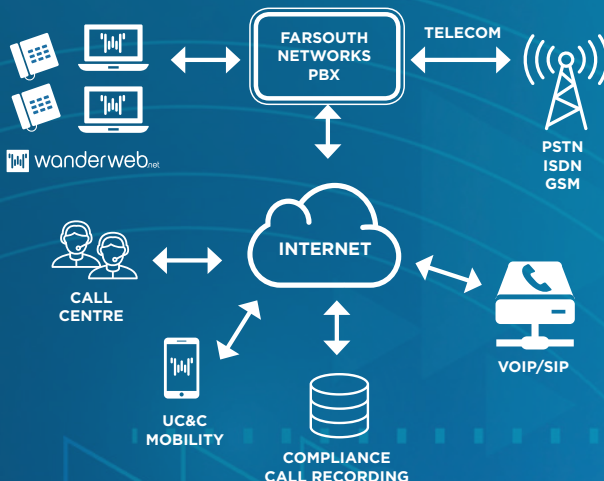 FARSOUTH
NETWORKS
PBX
TELECOM
PSTN
ISDN
GSM
wanderweb.net
INTERNET
CALL
CENTRE
VOIP/SIP
UC&C
MOBILITY
COMPLIANCE
CALL RECORDING